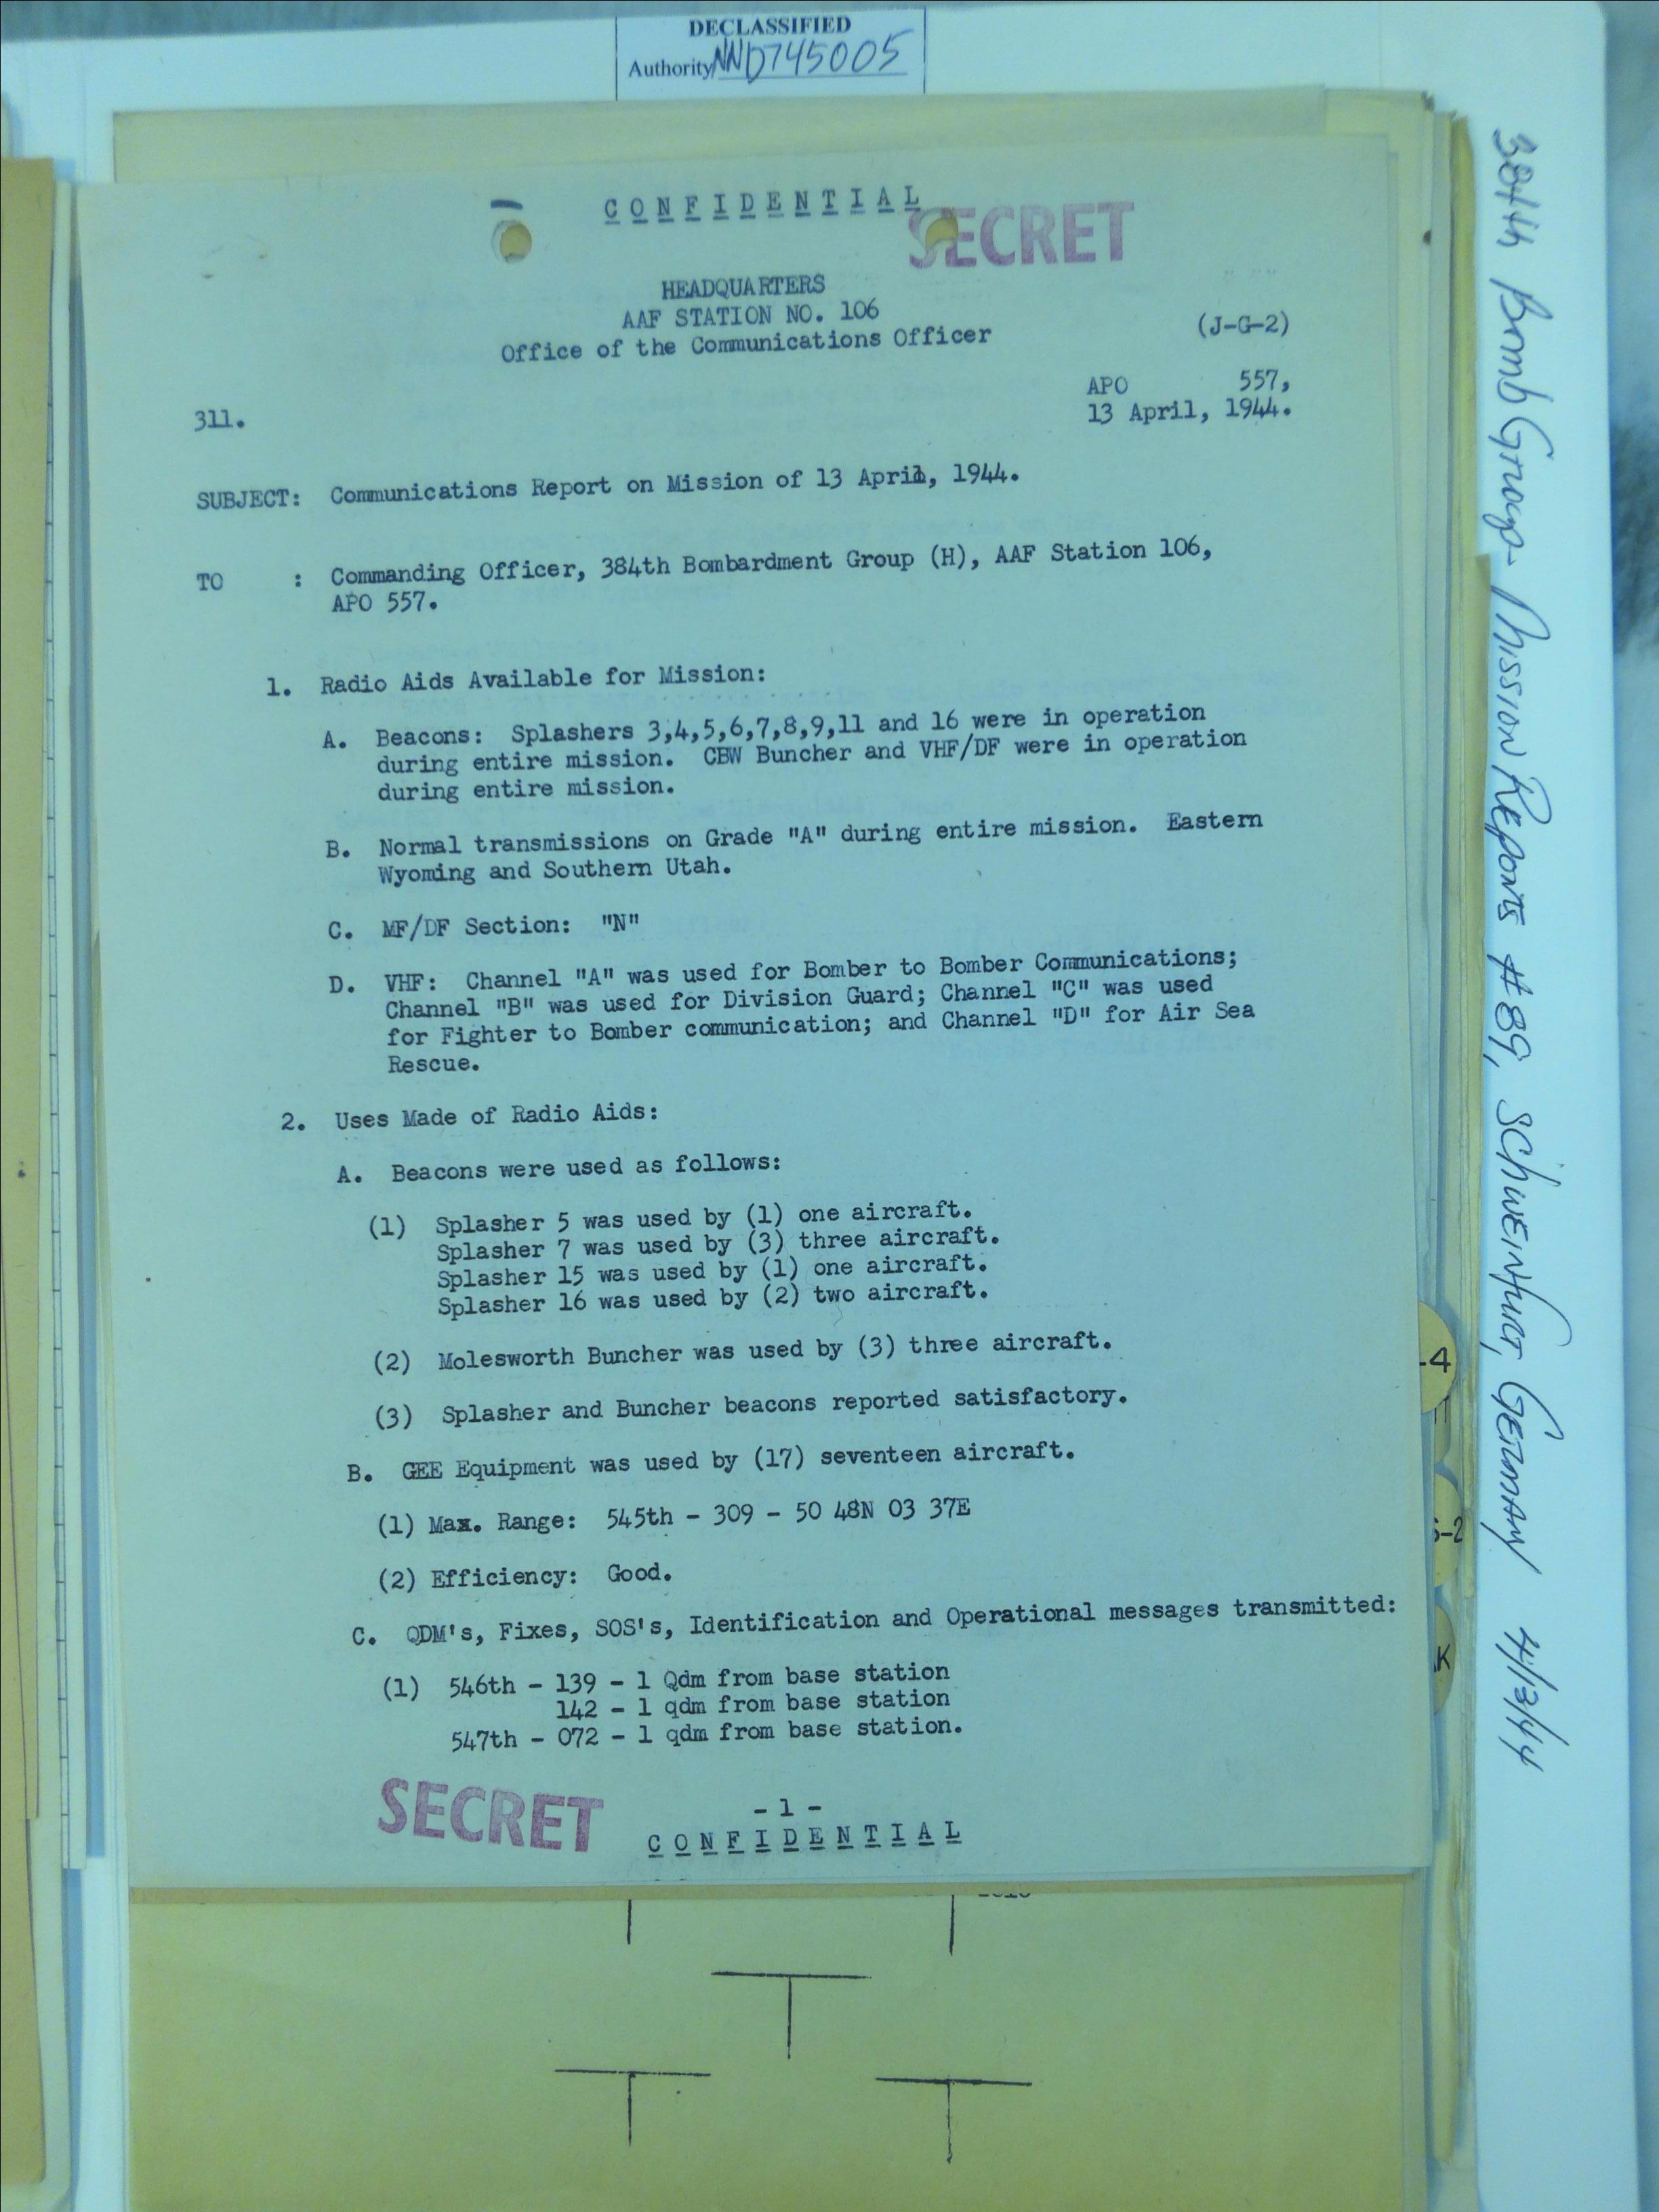 DECLASSIFIED
Authority NND745005
CONFIDENTIAL
SECRET
HEADQUARTERS
AAF STATION NO. 106
Office of the Communications Officer
(J-G-2)
APO 557,
13 April, 1944.
311.
SUBJECT: Communications Report on Mission of 13 April, 1944.
TO : Commanding Officer, 384th Bombardment Group (H), AAF Station 106,
APO 557.
1. Radio Aids Available for Mission:
A. Beacons: Splashers 3,4,5,6,7,8,9,11 and 16 were in operation
during entire mission. CBW Buncher and VHF/DF were in operation
during entire mission.
B. Normal transmissions on Grade "A" during entire mission. Eastern
Wyoming and Southern Utah.
C. MF/DF Section: "N"
D. VHF: Channel "A" was used for Bomber to Bomber Communications;
Channel "B" was used for Division Guard; Channel "C" was used
for Fighter to Bomber communication; and Channel "D" for Air Sea
Rescue.
2. Uses Made of Radio Aids:
A. Beacons were used as follows:
(1) Splasher 5 was used by (1) one aircraft.
Splasher 7 was used by (3) three aircraft.
Splasher 15 was used by (1) one aircraft.
Splasher 16 was used by (2) two aircraft.
(2) Molesworth Buncher was used by (3) three aircraft.
(3) Splasher and Buncher beacons reported satisfactory.
B. GEE Equipment was used by (17) seventeen aircraft.
(1) Max. Range: 545th - 309 - 50 48N 03 37E
(2) Efficiency: Good.
C. QDM's, Fixes, SOS's, Identification and Operational messages transmitted:
(1) 546th - 139 - 1 Qdm from base station
142 - 1 qdm from base station
547th - 072 - 1 qdm from base station.
SECRET
- 1 -
CONFIDENTIAL
384th Bomb Group - Mission Reports #89, Schweinfurt, Germany 4/13/44
-4
-2
K